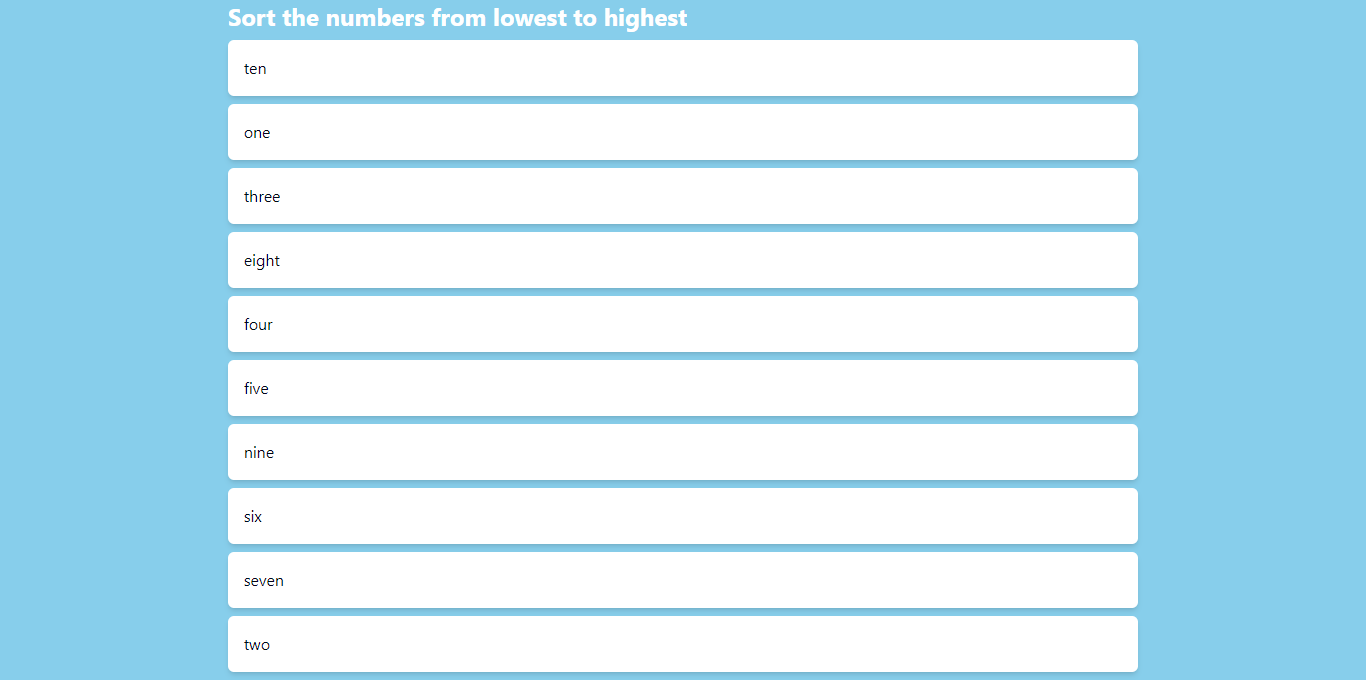 Sort the numbers from lowest to highest
ten
one
three
eight
four
five
nine
six
seven
two